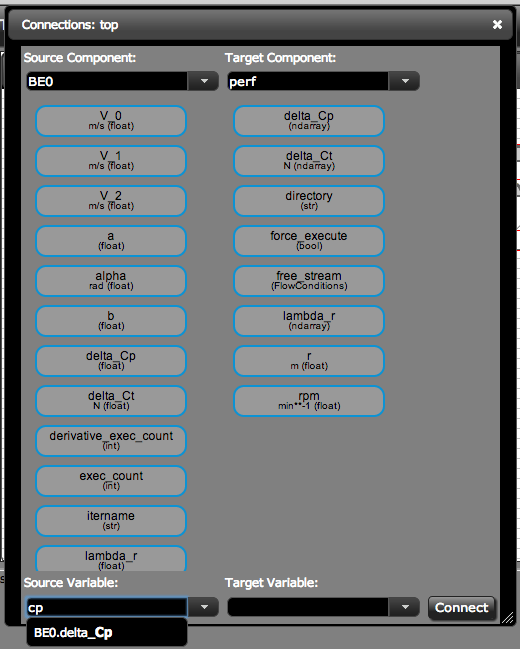 Connections: top
Source Component:
Target Component:
BE0
perf
V_0
m/s (float)
V_1
m/s (float)
V_2
m/s (float)
a
(float)
alpha
rad (float)
b
(float)
delta_Cp
(float)
delta_Ct
N (float)
derivative_exec_count
(int)
exec_count
(int)
itername
(str)
lambda_r
(float)
delta_Cp
(ndarray)
delta_Ct
N (ndarray)
directory
(str)
force_execute
(bool)
free_stream
(FlowConditions)
lambda_r
(ndarray)
r
m (float)
rpm
min**-1 (float)
Source Variable:
Target Variable:
cp
Connect
BE0.delta_Cp